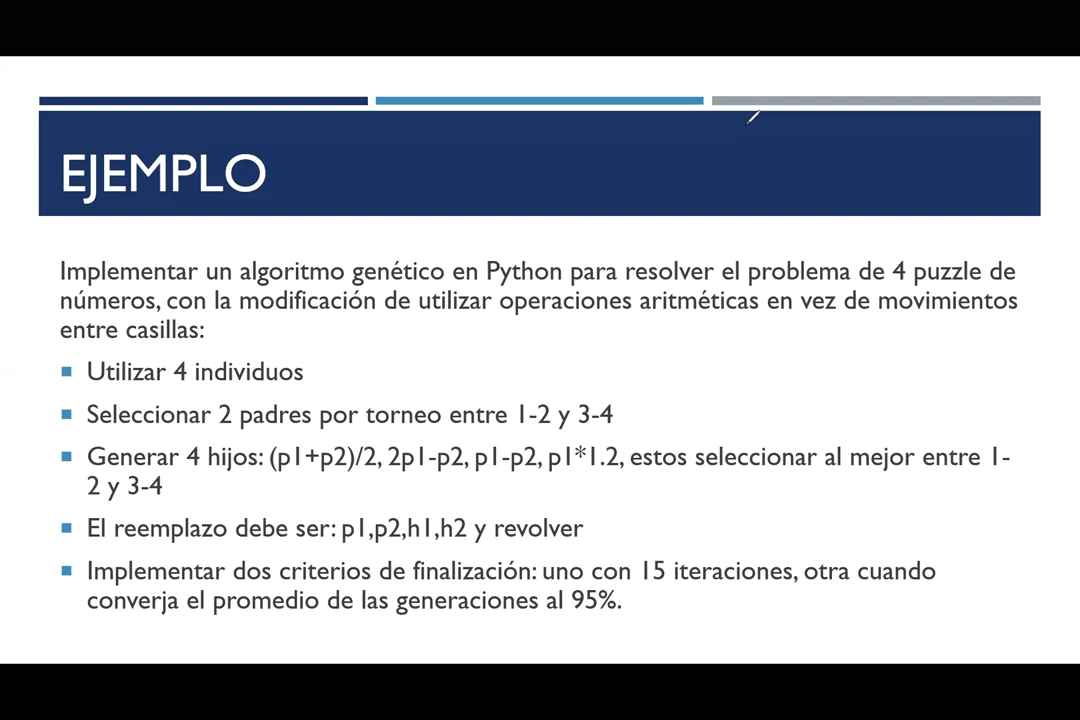 EJEMPLO
Implementar un algoritmo genético en Python para resolver el problema de 4 puzzle de
números, con la modificación de utilizar operaciones aritméticas en vez de movimientos
entre casillas:
Utilizar 4 individuos
Seleccionar 2 padres por torneo entre 1-2 y 3-4
Generar 4 hijos: (p1+p2)/2, 2p1-p2, p1-p2, p1*1.2, estos seleccionar al mejor entre 1-
2 y 3-4
El reemplazo debe ser: p1,p2,h1,h2 y revolver
Implementar dos criterios de finalización: uno con 15 iteraciones, otra cuando
converja el promedio de las generaciones al 95%.